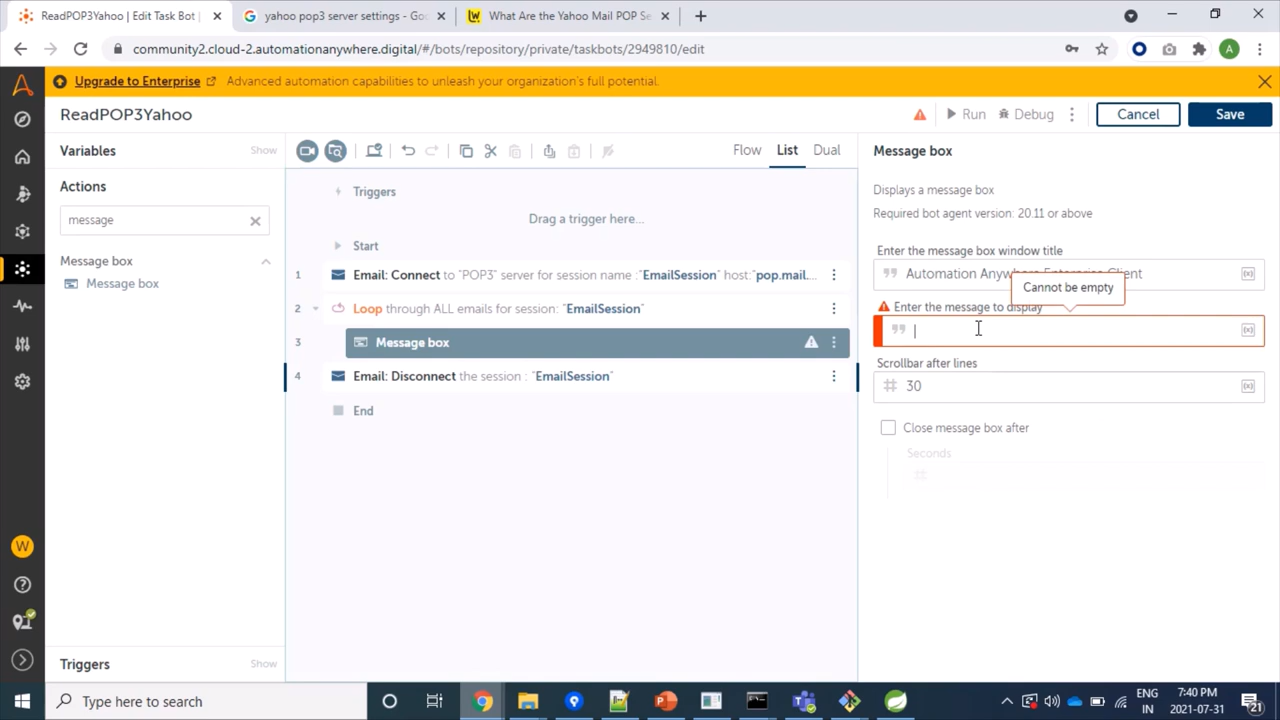 ReadPOP3Yahoo | Edit Task Bot |
yahoo pop3 server settings - Goo
What Are the Yahoo Mail POP Se
community2.cloud-2.automationanywhere.digital/#/bots/repository/private/taskbots/2949810/edit
A
Upgrade to Enterprise
Advanced automation capabilities to unleash your organization's full potential.
ReadPOP3Yahoo
Run
Debug
Cancel
Save
Variables
Show
Flow
List
Dual
Message box
Actions
Triggers
Displays a message box
message
Drag a trigger here...
Required bot agent version: 20.11 or above
Start
Enter the message box window title
Message box
Message box
1
Email: Connect to "POP3" server for session name :"EmailSession" host:"pop.mail...
Automation Anywhere Enterprise Client
Cannot be empty
2
Loop through ALL emails for session: "EmailSession"
Enter the message to display
3
Message box
Scrollbar after lines
4
Email: Disconnect the session : "EmailSession"
30
End
Close message box after
Seconds
W
Triggers
Show
Type here to search
ENG
IN
7:40 PM
2021-07-31
21